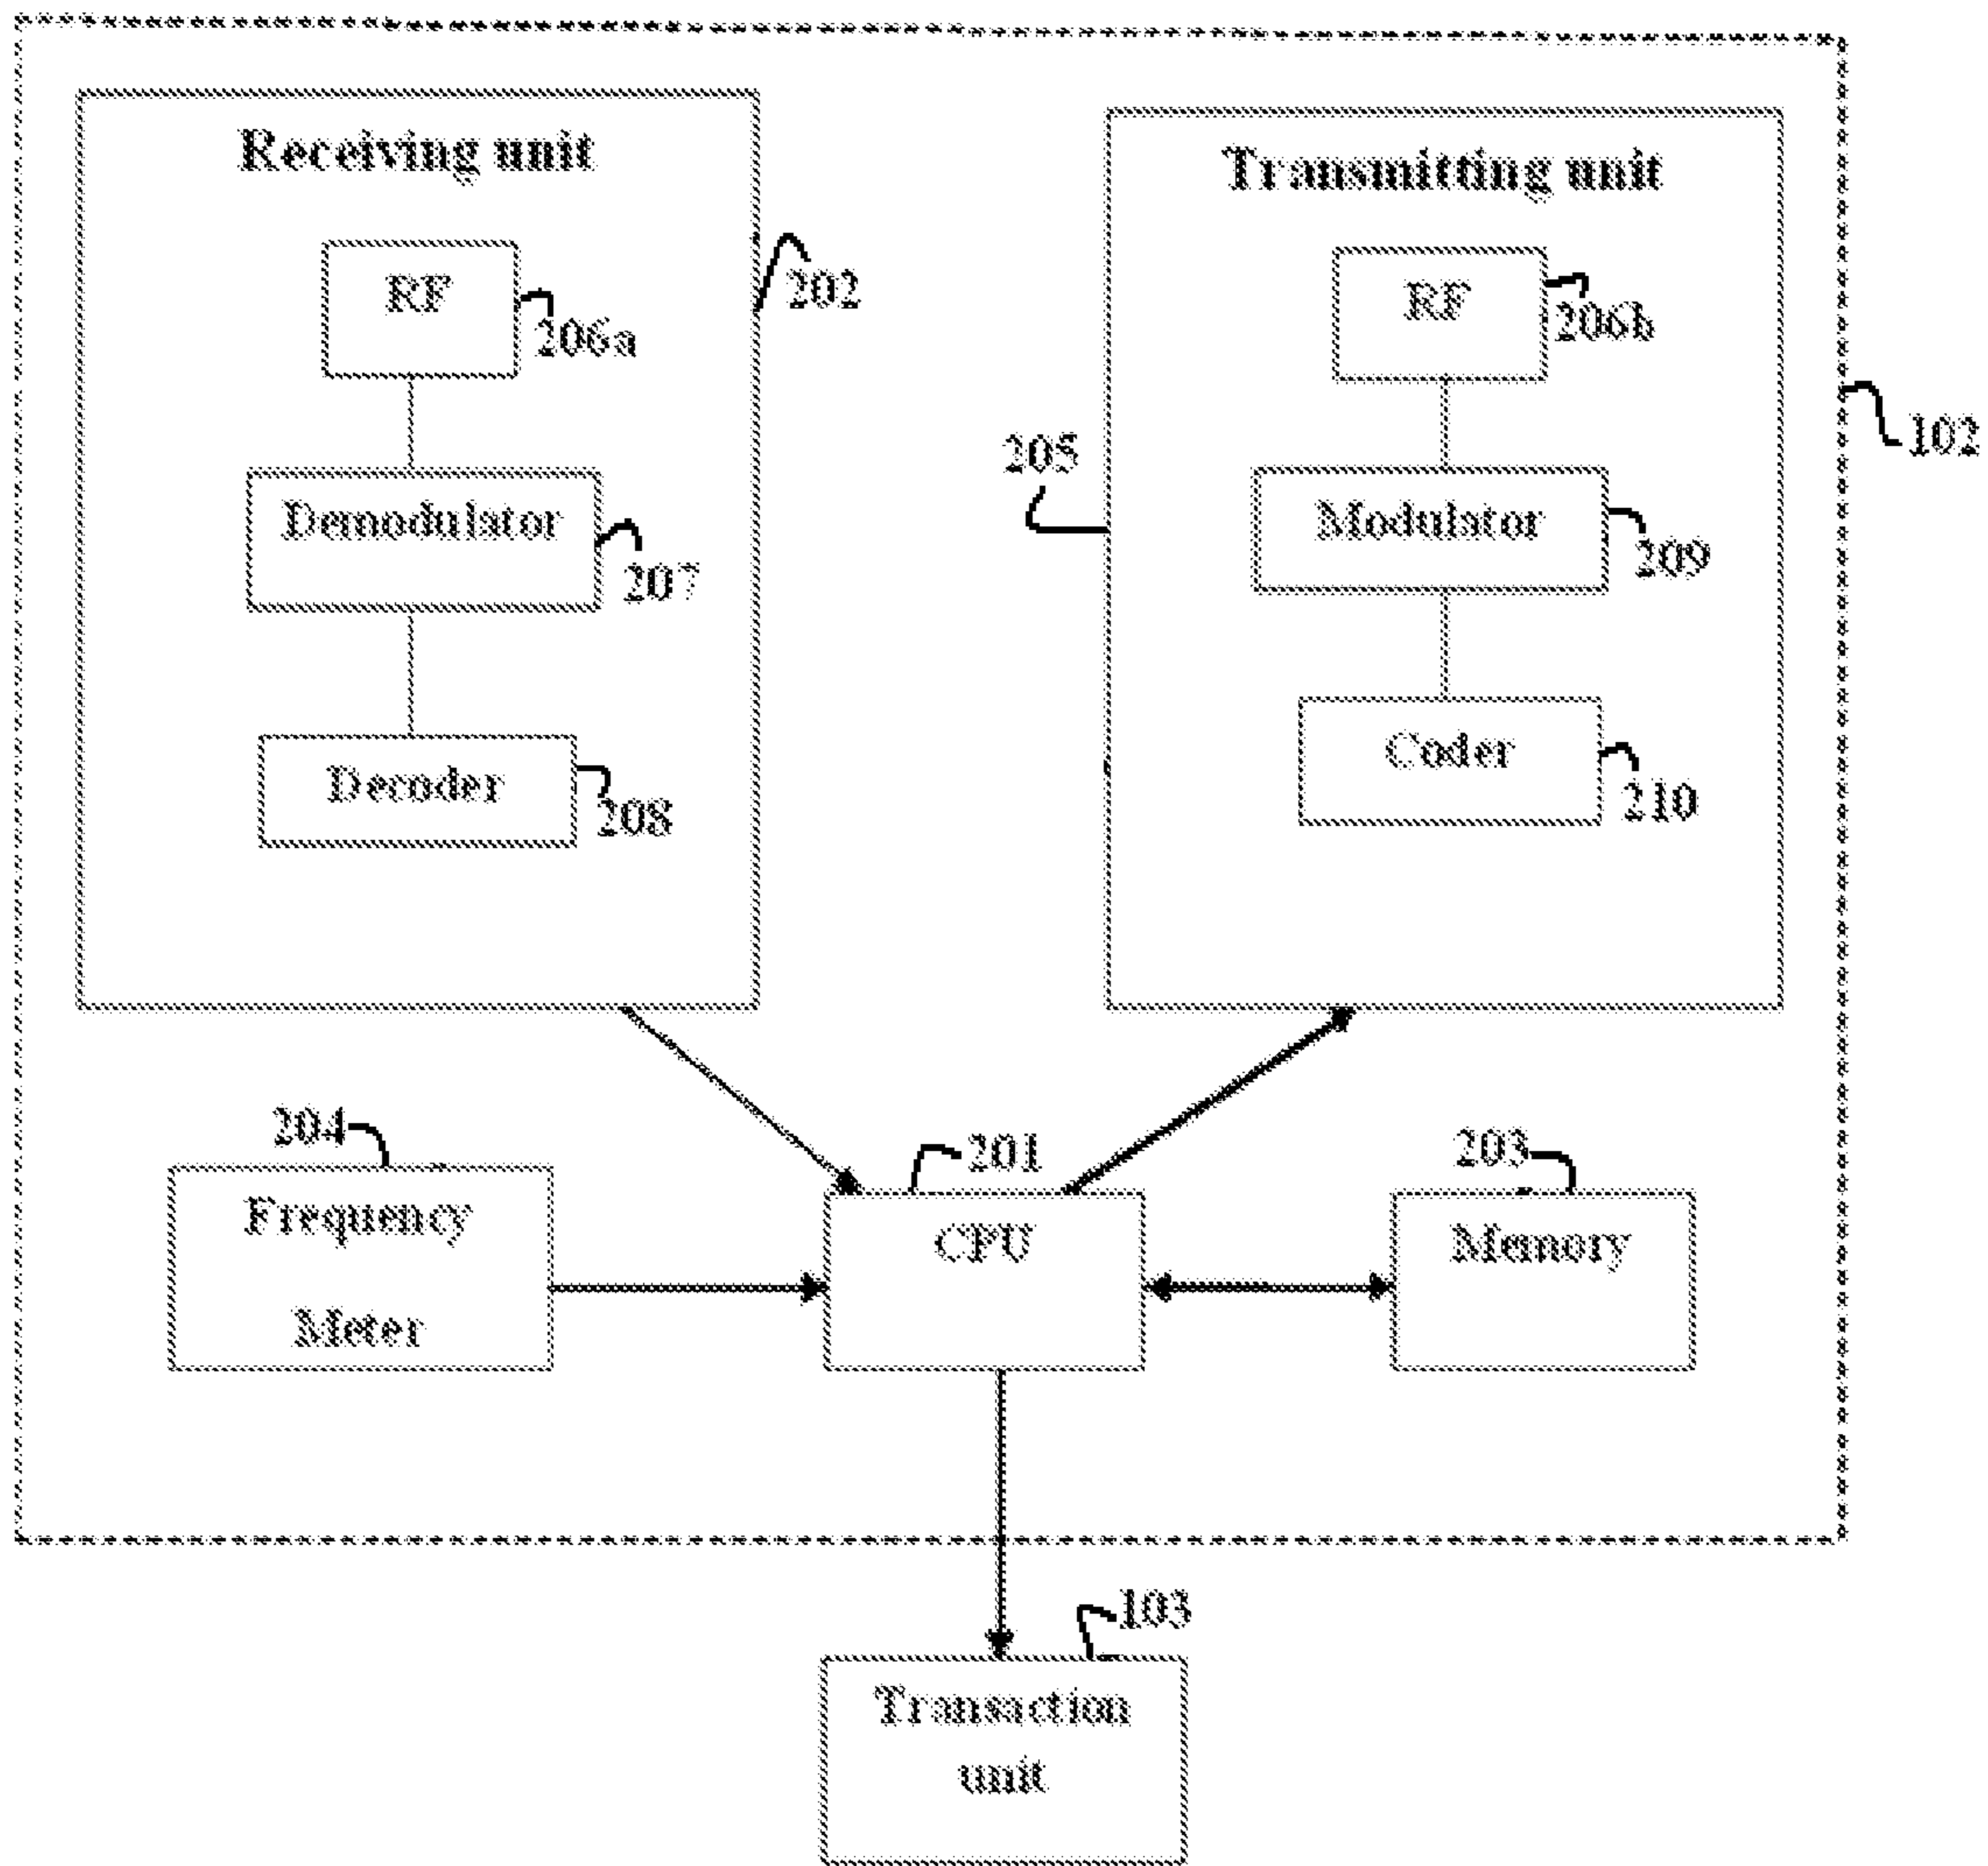 Receiving unit
RF
206a
Demodulator
207
Decoder
208
202
Transmitting unit
RF
206b
Modulator
209
Coder
210
205
102
204
Frequency
Meter
201
CPU
203
Memory
103
Transaction
unit